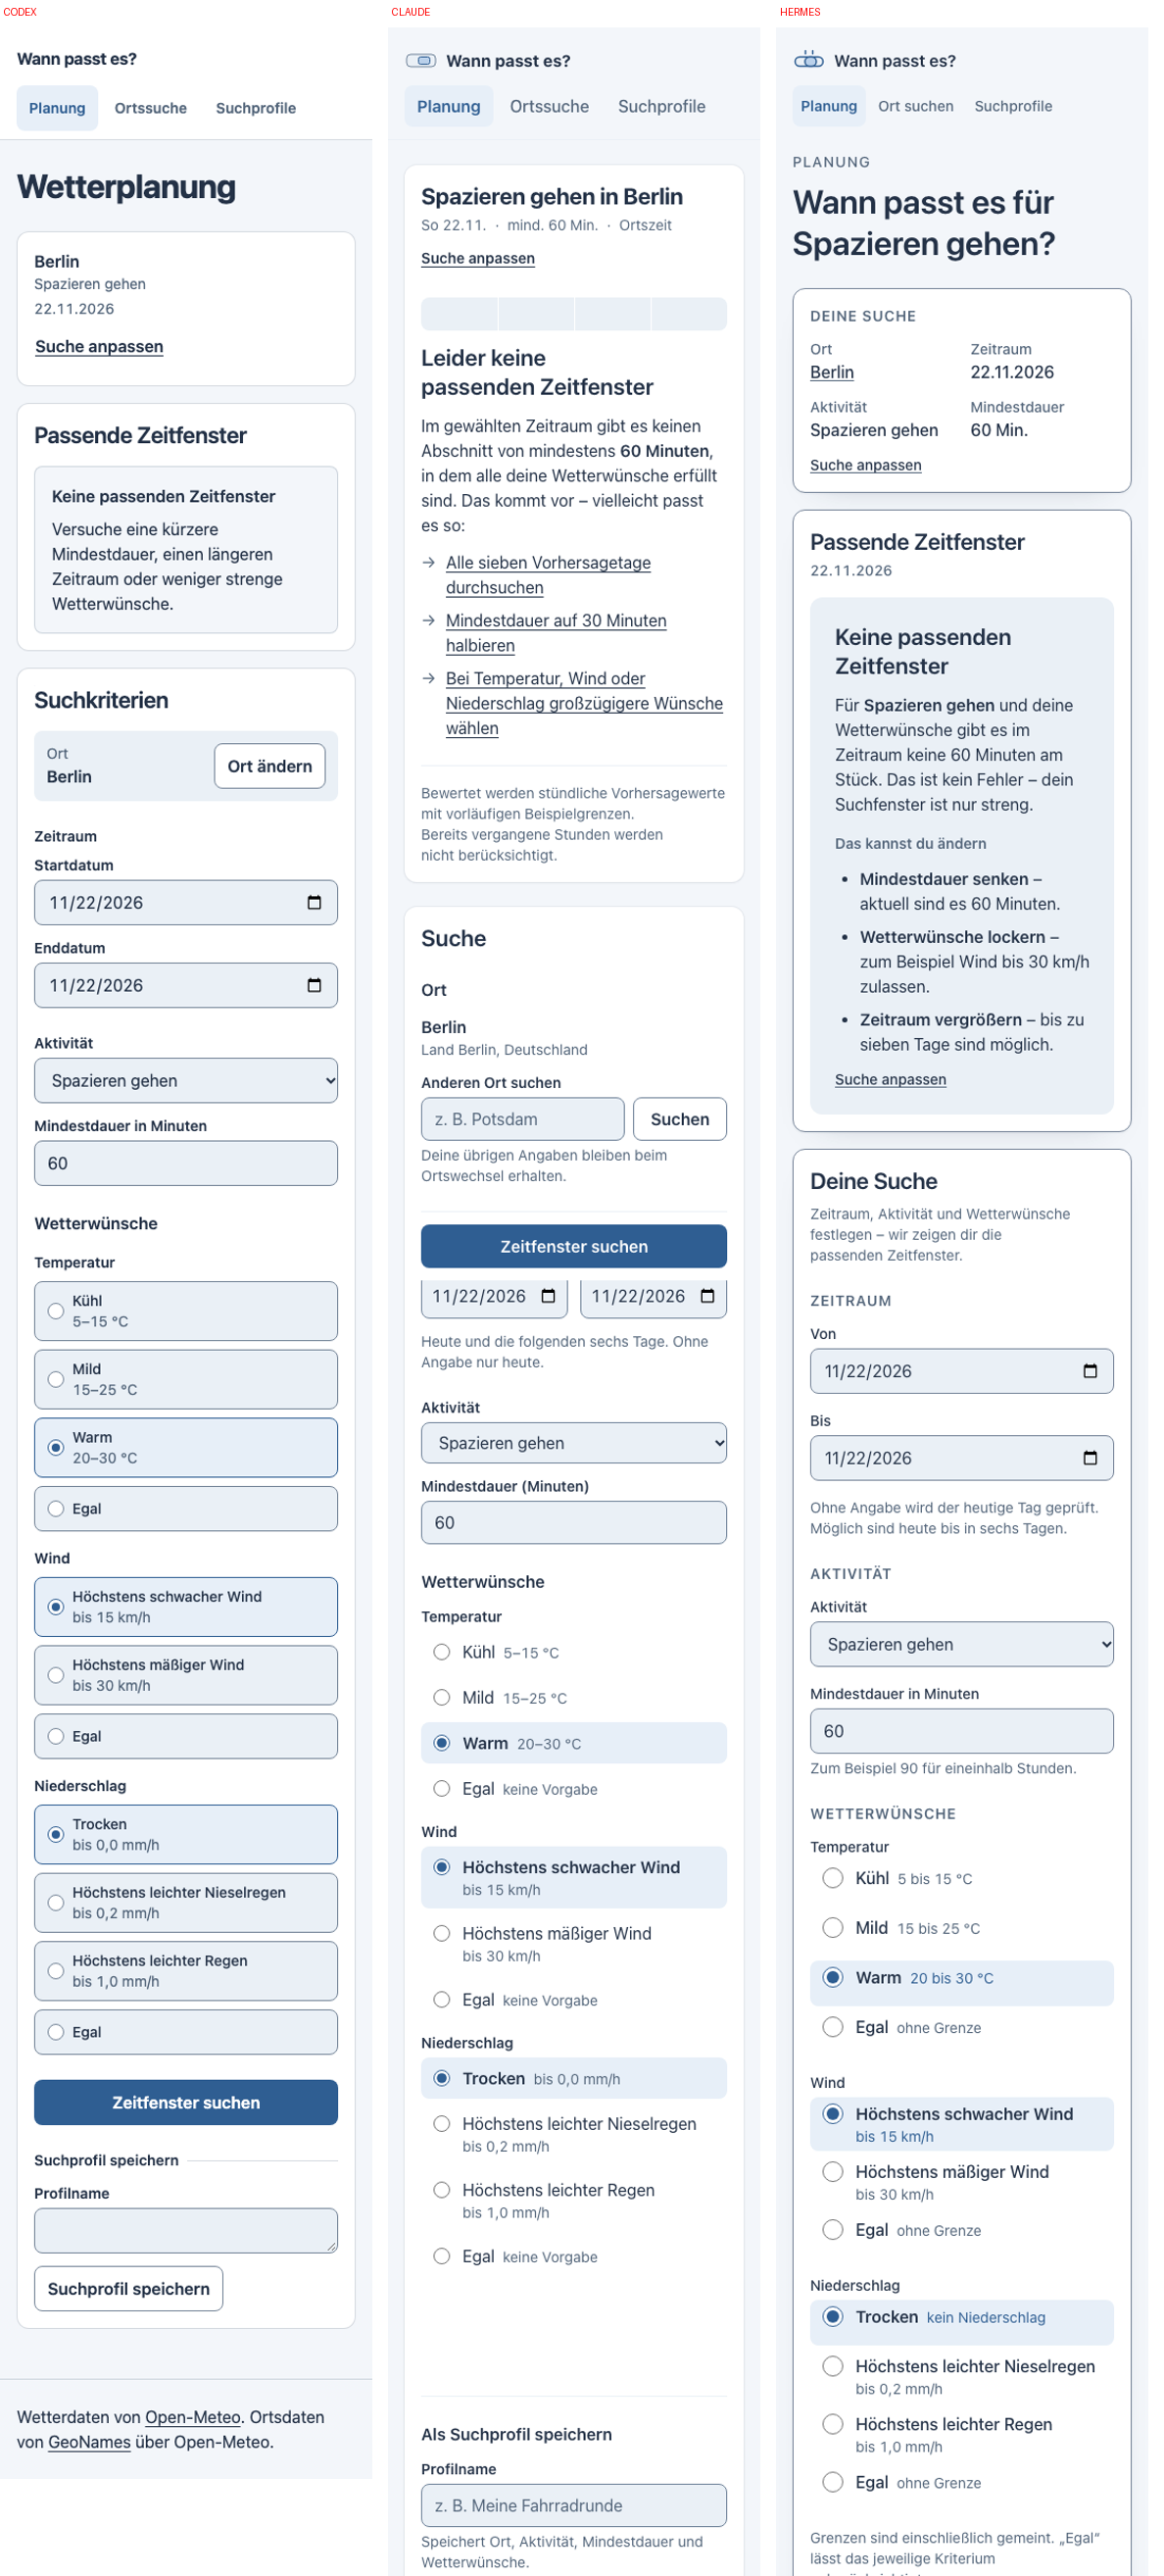 CODEX
Wann passt es?
Planung
Ortssuche
Suchprofile
Wetterplanung
Berlin
Spazieren gehen
22.11.2026
Suche anpassen
Passende Zeitfenster
Keine passenden Zeitfenster
Versuche eine kürzere
Mindestdauer, einen längeren
Zeitraum oder weniger strenge
Wetterwünsche.
Suchkriterien
Ort
Berlin
Ort ändern
Zeitraum
Startdatum
11/22/2026
Enddatum
11/22/2026
Aktivität
Spazieren gehen
Mindestdauer in Minuten
60
Wetterwünsche
Temperatur
Kühl
5–15 °C
Mild
15–25 °C
Warm
20–30 °C
Egal
Wind
Höchstens schwacher Wind
bis 15 km/h
Höchstens mäßiger Wind
bis 30 km/h
Egal
Niederschlag
Trocken
bis 0,0 mm/h
Höchstens leichter Nieselregen
bis 0,2 mm/h
Höchstens leichter Regen
bis 1,0 mm/h
Egal
Zeitfenster suchen
Suchprofil speichern
Profilname
Suchprofil speichern
Wetterdaten von Open-Meteo. Ortsdaten
von GeoNames über Open-Meteo.
CLAUDE
Wann passt es?
Planung
Ortssuche
Suchprofile
Spazieren gehen in Berlin
So 22.11. · mind. 60 Min. · Ortszeit
Suche anpassen
Leider keine
passenden Zeitfenster
Im gewählten Zeitraum gibt es keinen
Abschnitt von mindestens 60 Minuten,
in dem alle deine Wetterwünsche erfüllt
sind. Das kommt vor – vielleicht passt
es so:
→ Alle sieben Vorhersagetage
durchsuchen
→ Mindestdauer auf 30 Minuten
halbieren
→ Bei Temperatur, Wind oder
Niederschlag großzügigere Wünsche
wählen
Bewertet werden stündliche Vorhersagewerte
mit vorläufigen Beispielgrenzen.
Bereits vergangene Stunden werden
nicht berücksichtigt.
Suche
Ort
Berlin
Land Berlin, Deutschland
Anderen Ort suchen
z. B. Potsdam
Suchen
Deine übrigen Angaben bleiben beim
Ortswechsel erhalten.
Zeitfenster suchen
11/22/2026
11/22/2026
Heute und die folgenden sechs Tage. Ohne
Angabe nur heute.
Aktivität
Spazieren gehen
Mindestdauer (Minuten)
60
Wetterwünsche
Temperatur
Kühl 5–15 °C
Mild 15–25 °C
Warm 20–30 °C
Egal keine Vorgabe
Wind
Höchstens schwacher Wind
bis 15 km/h
Höchstens mäßiger Wind
bis 30 km/h
Egal keine Vorgabe
Niederschlag
Trocken bis 0,0 mm/h
Höchstens leichter Nieselregen
bis 0,2 mm/h
Höchstens leichter Regen
bis 1,0 mm/h
Egal keine Vorgabe
Als Suchprofil speichern
Profilname
z. B. Meine Fahrradrunde
Speichert Ort, Aktivität, Mindestdauer und
Wetterwünsche.
HERMES
Wann passt es?
Planung
Ort suchen
Suchprofile
PLANUNG
Wann passt es für
Spazieren gehen?
DEINE SUCHE
Ort
Berlin
Zeitraum
22.11.2026
Aktivität
Spazieren gehen
Mindestdauer
60 Min.
Suche anpassen
Passende Zeitfenster
22.11.2026
Keine passenden
Zeitfenster
Für Spazieren gehen und deine
Wetterwünsche gibt es im
Zeitraum keine 60 Minuten am
Stück. Das ist kein Fehler – dein
Suchfenster ist nur streng.
Das kannst du ändern
• Mindestdauer senken –
aktuell sind es 60 Minuten.
• Wetterwünsche lockern –
zum Beispiel Wind bis 30 km/h
zulassen.
• Zeitraum vergrößern – bis zu
sieben Tage sind möglich.
Suche anpassen
Deine Suche
Zeitraum, Aktivität und Wetterwünsche
festlegen – wir zeigen dir die
passenden Zeitfenster.
ZEITRAUM
Von
11/22/2026
Bis
11/22/2026
Ohne Angabe wird der heutige Tag geprüft.
Möglich sind heute bis in sechs Tagen.
AKTIVITÄT
Aktivität
Spazieren gehen
Mindestdauer in Minuten
60
Zum Beispiel 90 für eineinhalb Stunden.
WETTERWÜNSCHE
Temperatur
Kühl 5 bis 15 °C
Mild 15 bis 25 °C
Warm 20 bis 30 °C
Egal ohne Grenze
Wind
Höchstens schwacher Wind
bis 15 km/h
Höchstens mäßiger Wind
bis 30 km/h
Egal ohne Grenze
Niederschlag
Trocken kein Niederschlag
Höchstens leichter Nieselregen
bis 0,2 mm/h
Höchstens leichter Regen
bis 1,0 mm/h
Egal ohne Grenze
Grenzen sind einschließlich gemeint. „Egal“
lässt das jeweilige Kriterium